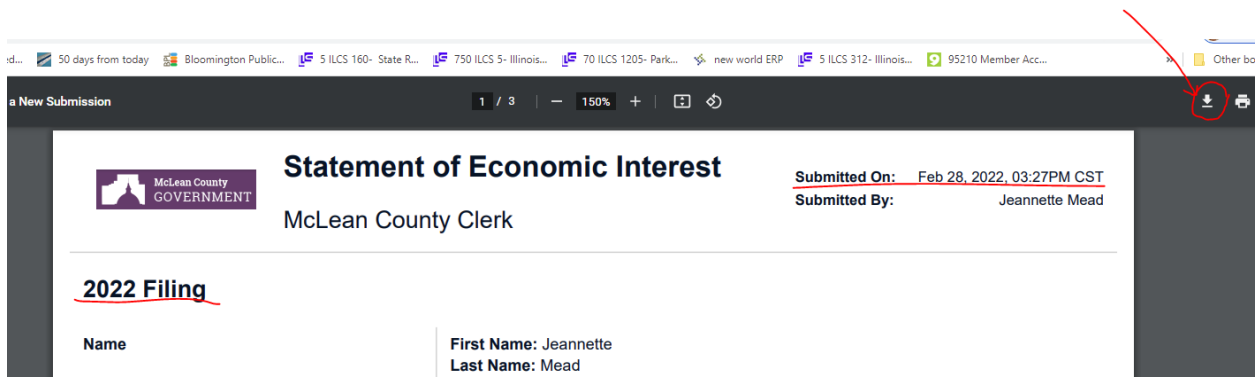 ed... 50 days from today Bloomington Public... 5 ILCS 160- State R... 750 ILCS 5- Illinois... 70 ILCS 1205- Park... new world ERP 5 ILCS 312- Illinois... 95210 Member Acc... » Other bo
a New Submission 1 / 3 | − 150% + |
McLean County
GOVERNMENT
Statement of Economic Interest
McLean County Clerk
Submitted On: Feb 28, 2022, 03:27PM CST
Submitted By: Jeannette Mead
2022 Filing
Name
First Name: Jeannette
Last Name: Mead